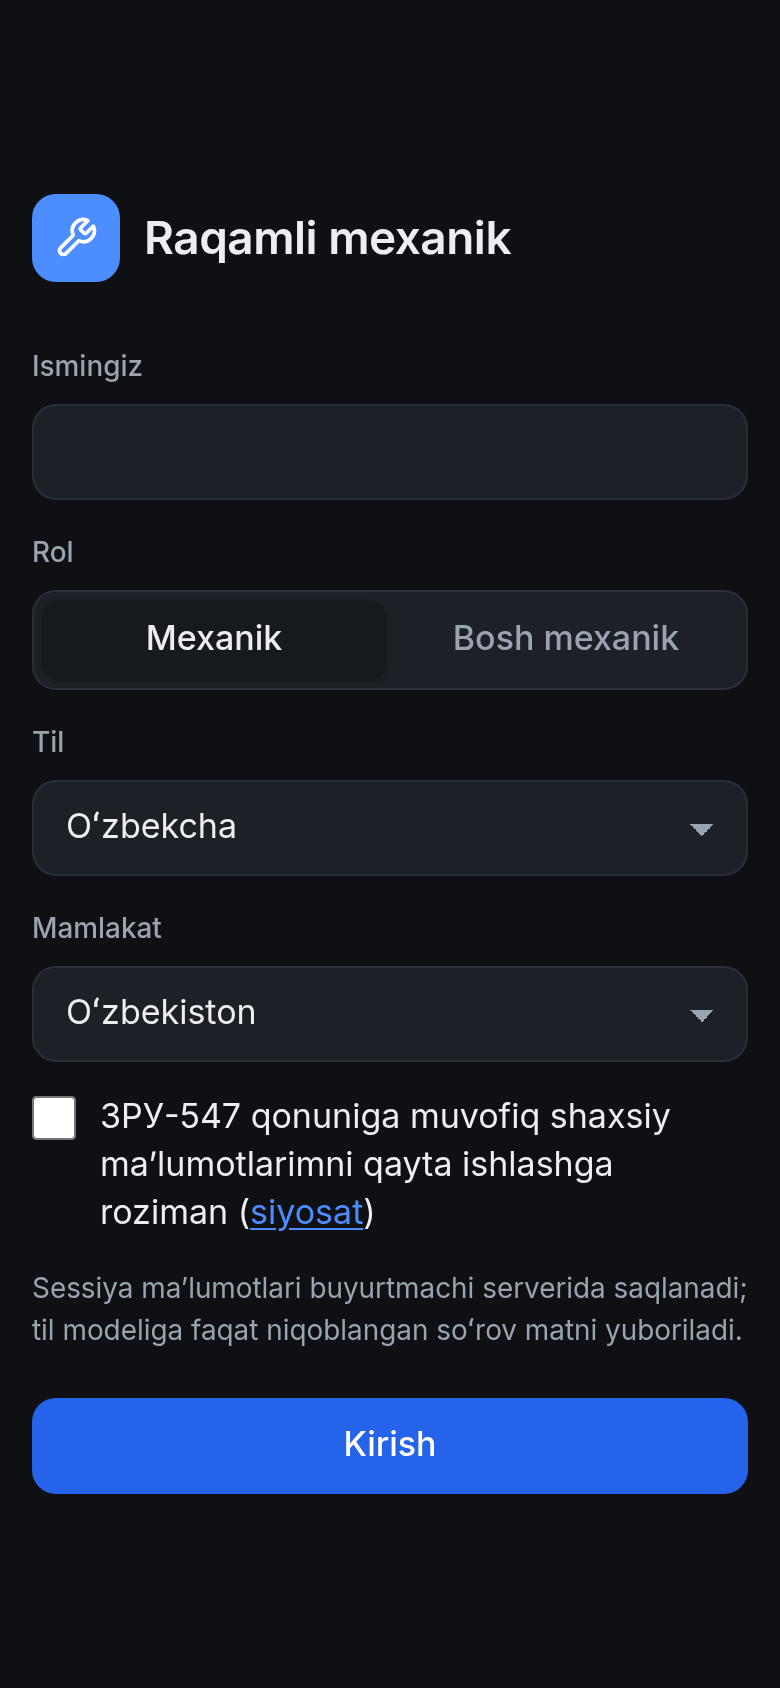 Raqamli mexanik
Ismingiz
Rol
Mexanik
Bosh mexanik
Til
Oʻzbekcha
Mamlakat
Oʻzbekiston
ЗРУ-547 qonuniga muvofiq shaxsiy
maʼlumotlarimni qayta ishlashga
roziman (siyosat)
Sessiya maʼlumotlari buyurtmachi serverida saqlanadi;
til modeliga faqat niqoblangan soʻrov matni yuboriladi.
Kirish